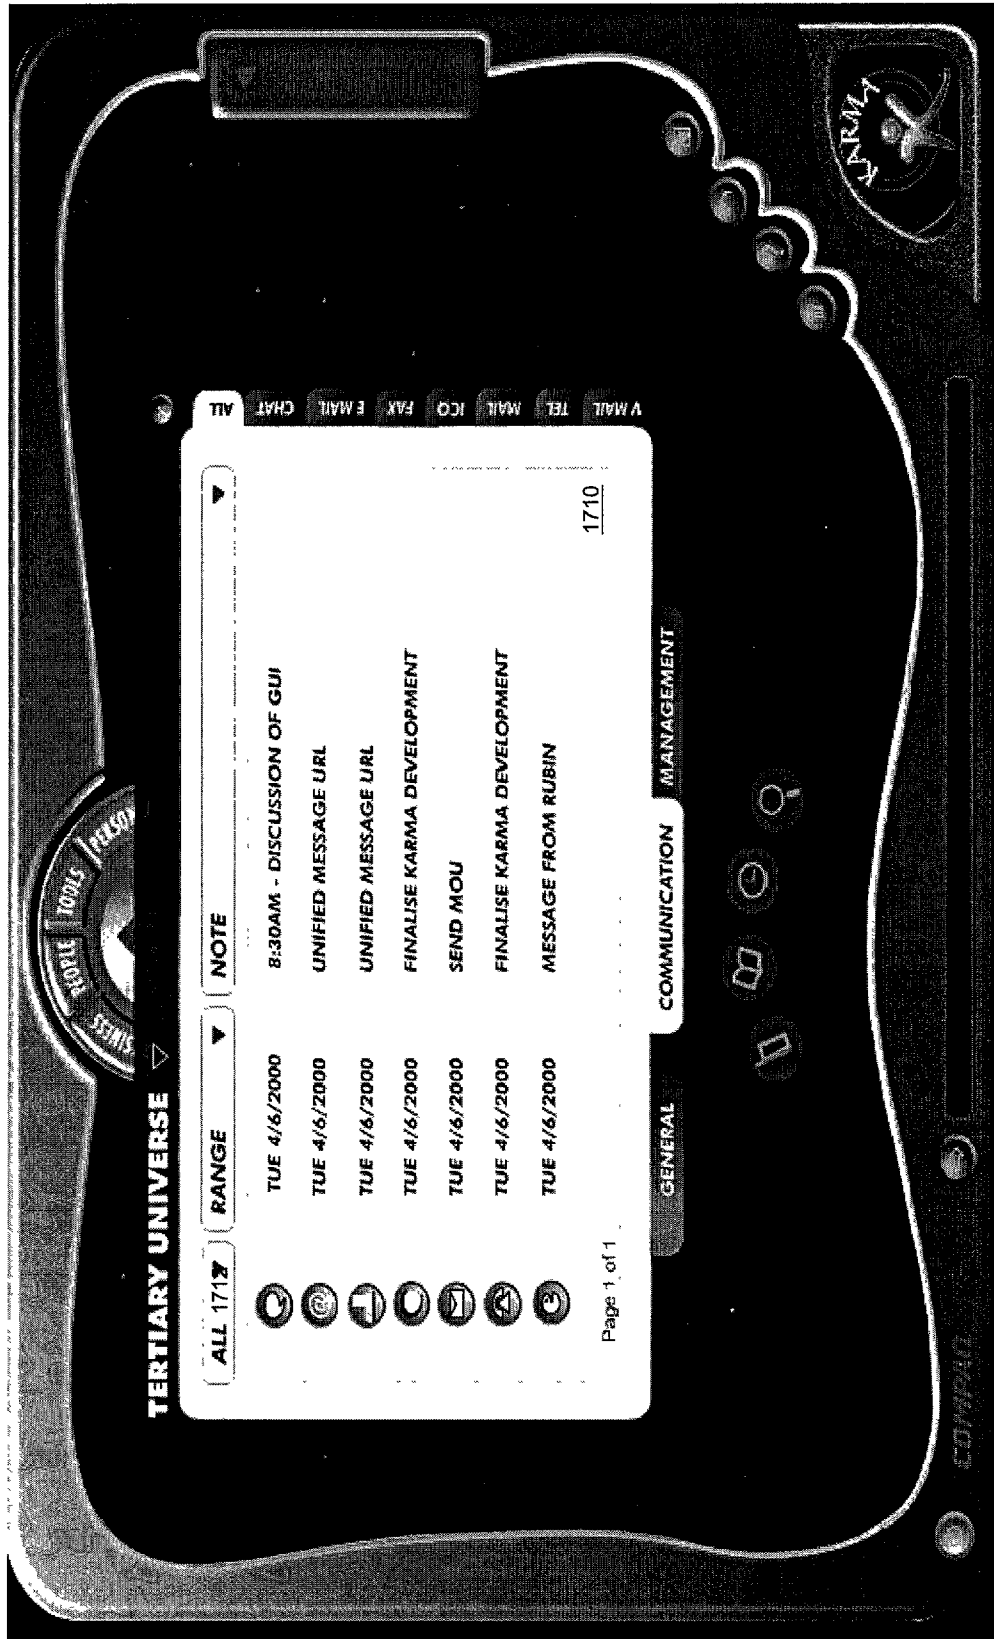 BUSINESS PEOPLE TOOLS
TERTIARY UNIVERSE
ALL 1712 RANGE NOTE
TUE 4/6/2000 8:30AM - DISCUSSION OF GUI
TUE 4/6/2000 UNIFIED MESSAGE URL
TUE 4/6/2000 UNIFIED MESSAGE URL
TUE 4/6/2000 FINALISE KARMA DEVELOPMENT
TUE 4/6/2000 SEND MOU
TUE 4/6/2000 FINALISE KARMA DEVELOPMENT
TUE 4/6/2000 MESSAGE FROM RUBIN
Page 1 of 1 1710
ALL
CHAT
E MAIL
FAX
ICQ
MAIL
TEL
V MAIL
GENERAL COMMUNICATION MANAGEMENT
COMPAQ
KARMA